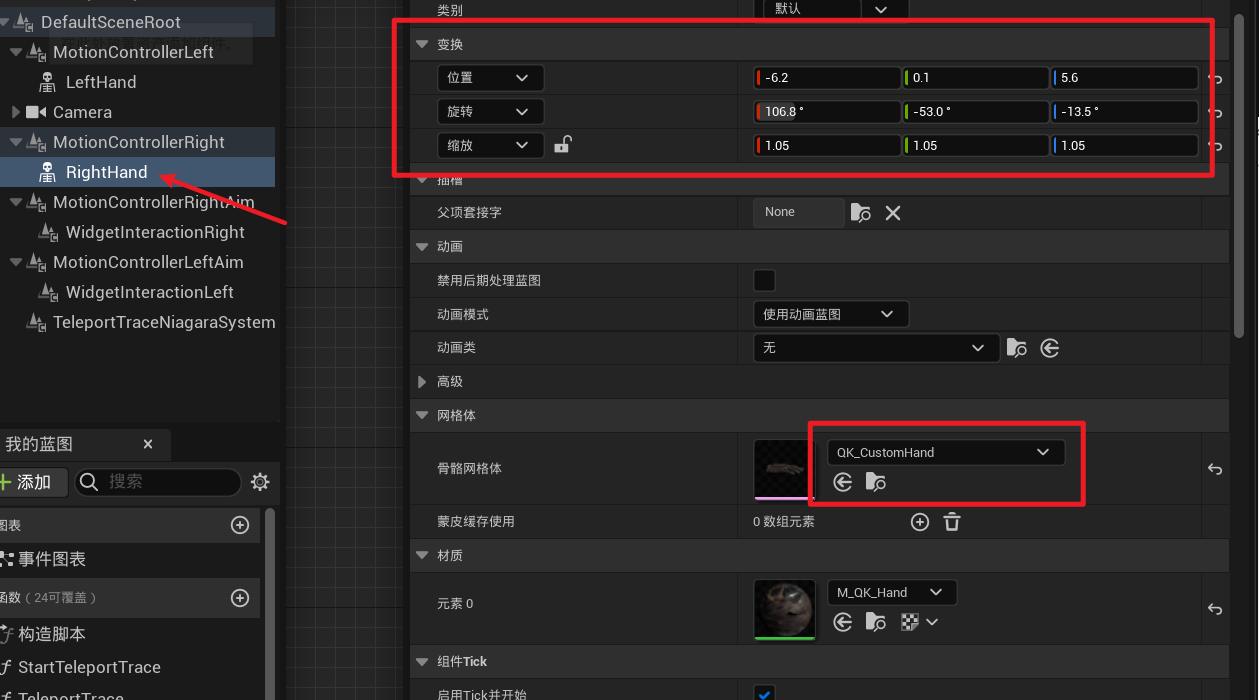 DefaultSceneRoot
MotionControllerLeft
LeftHand
Camera
MotionControllerRight
RightHand
MotionControllerRightAim
WidgetInteractionRight
MotionControllerLeftAim
WidgetInteractionLeft
TeleportTraceNiagaraSystem
我的蓝图
添加
搜索
图表
事件图表
函数（24可覆盖）
构造脚本
StartTeleportTrace
TeleportTrace
类别 默认
变换
位置 -6.2 0.1 5.6
旋转 106.8 ° -53.0 ° -13.5 °
缩放 1.05 1.05 1.05
插槽
父项套接字 None
动画
禁用后期处理蓝图
动画模式 使用动画蓝图
动画类 无
高级
网格体
骨骼网格体 QK_CustomHand
蒙皮缓存使用 0 数组元素
材质
元素 0 M_QK_Hand
组件Tick
启用Tick并开始